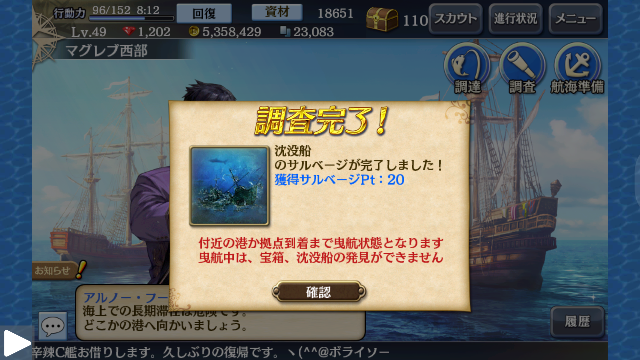 行動力 96/152 8:12 回復 資材 18651 110 スカウト 進行状況 メニュー
Lv.49 1,202 5,358,429 23,083
マグレブ西部
調達 調査 航海準備
調査完了!
沈没船
のサルベージが完了しました!
獲得サルベージPt:20
付近の港か拠点到着まで曳航状態となります
曳航中は、宝箱、沈没船の発見ができません
確認
お知らせ!
アルノー・フー
海上での長期滞在は危険です。
どこかの港へ向かいましょう。
履歴
辛辣C艦お借りします。久しぶりの復帰です。ヽ(^^@ボライソー